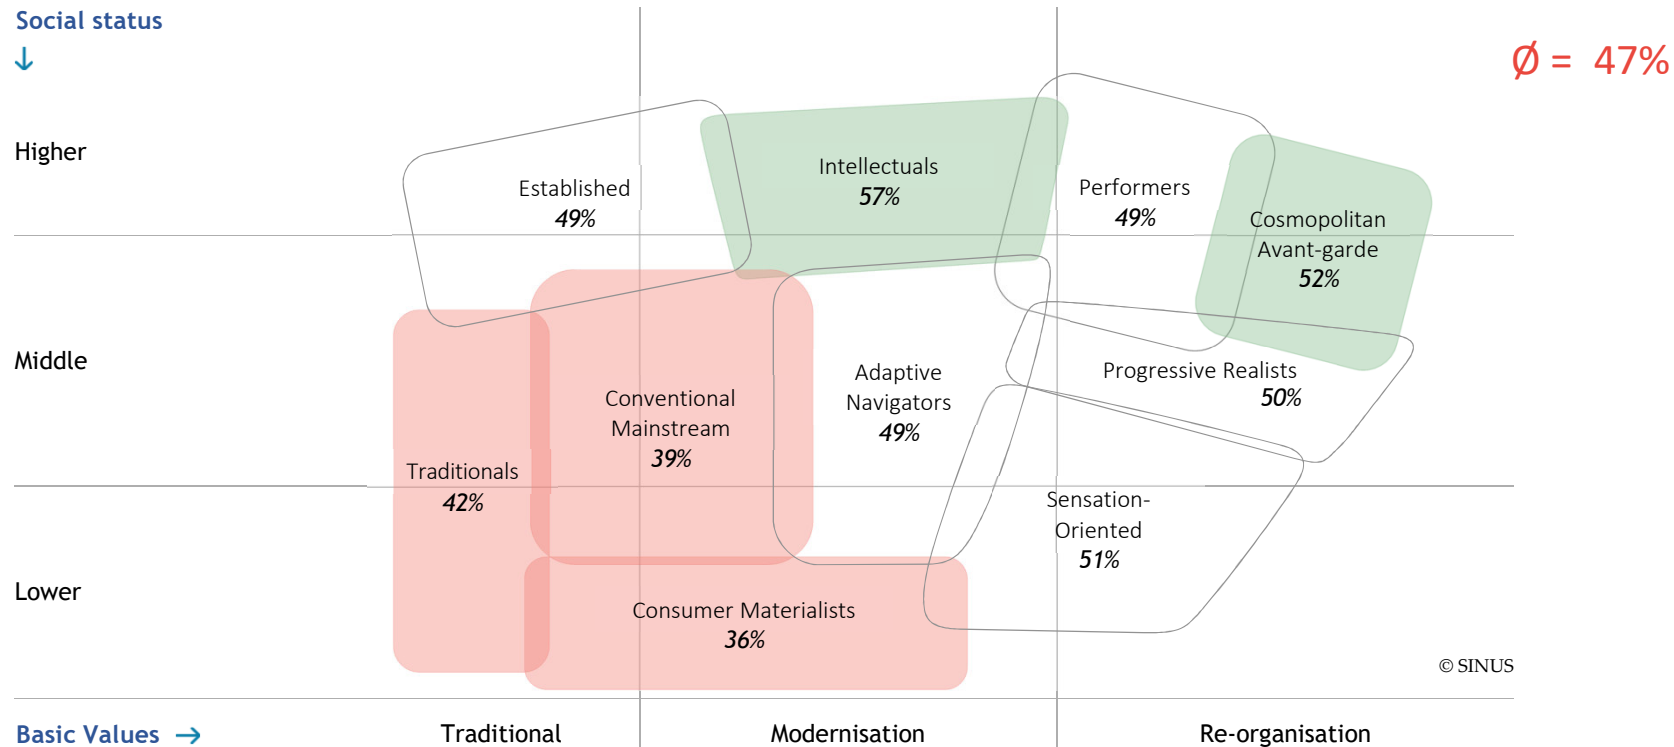 Social status
↓
Ø = 47%
Higher
Established
49%
Intellectuals
57%
Performers
49%
Cosmopolitan
Avant-garde
52%
Middle
Traditionals
42%
Conventional
Mainstream
39%
Adaptive
Navigators
49%
Progressive Realists
50%
Sensation-
Oriented
51%
Lower
Consumer Materialists
36%
© SINUS
Basic Values →
Traditional
Modernisation
Re-organisation